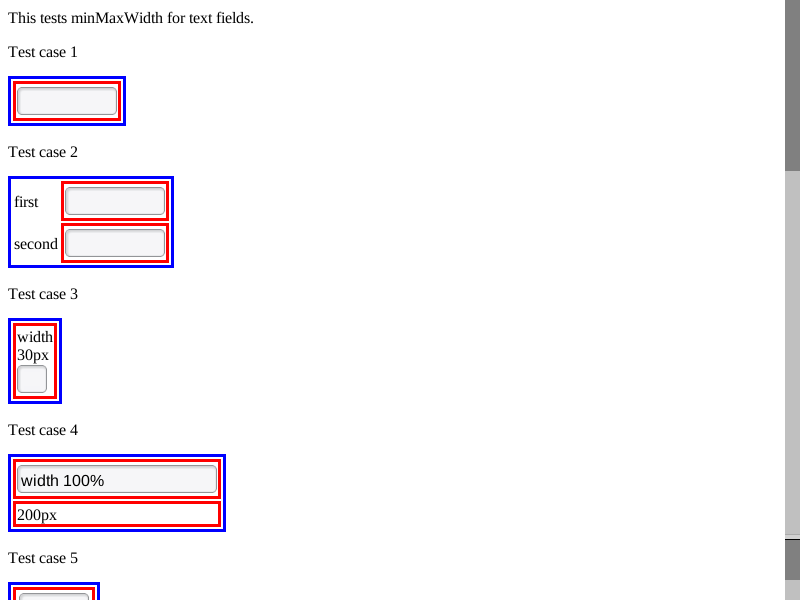 This tests minMaxWidth for text fields.
Test case 1
Test case 2
first
second
Test case 3
width
30px
Test case 4
width 100%
200px
Test case 5